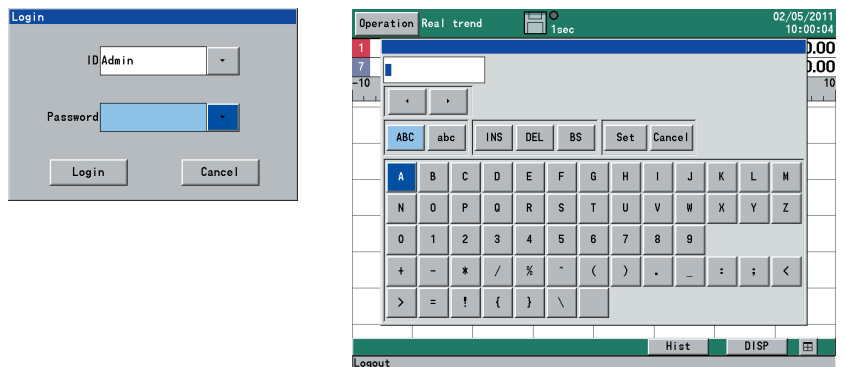 Login
ID Admin
Password
Login Cancel
Operation Real trend 1sec 02/05/2011 10:00:04
1 0.00
7 0.00
-10 10
ABC abc INS DEL BS Set Cancel
A B C D E F G H I J K L M
N O P Q R S T U V W X Y Z
0 1 2 3 4 5 6 7 8 9
+ - * / % ^ ( ) . _ : ; <
> = ! { } \
Hist DISP
Logout